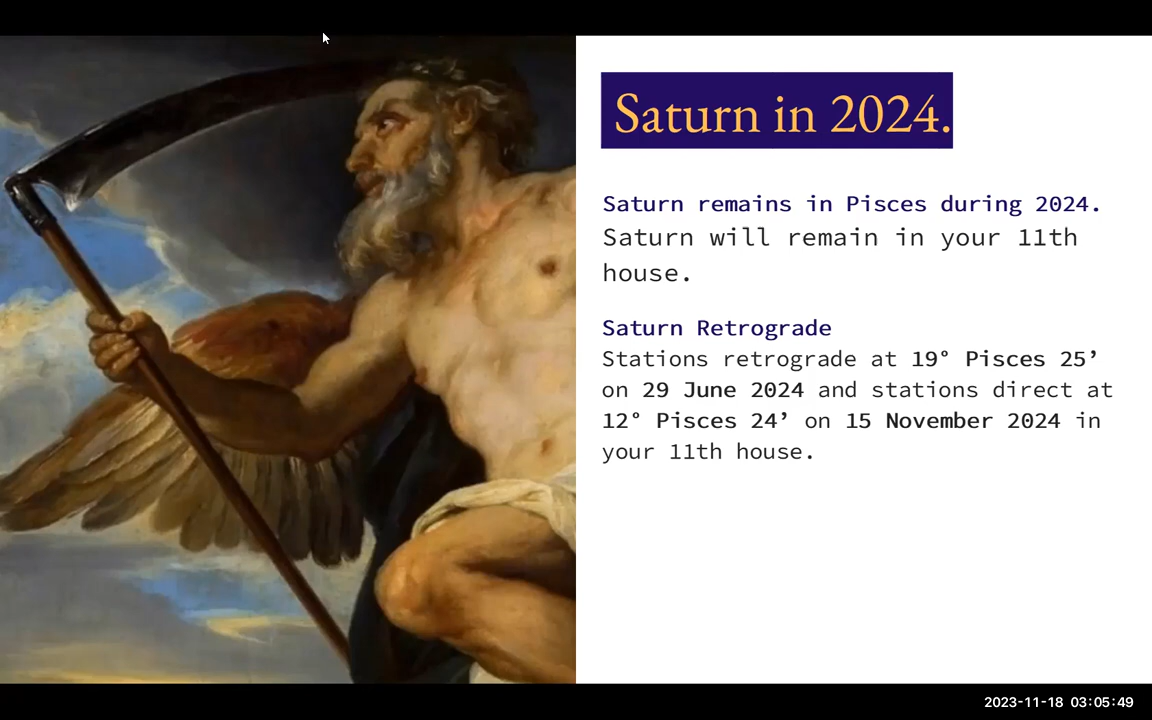 Saturn in 2024.
Saturn remains in Pisces during 2024.
Saturn will remain in your 11th
house.
Saturn Retrograde
Stations retrograde at 19° Pisces 25’
on 29 June 2024 and stations direct at
12° Pisces 24’ on 15 November 2024 in
your 11th house.
2023-11-18 03:05:49